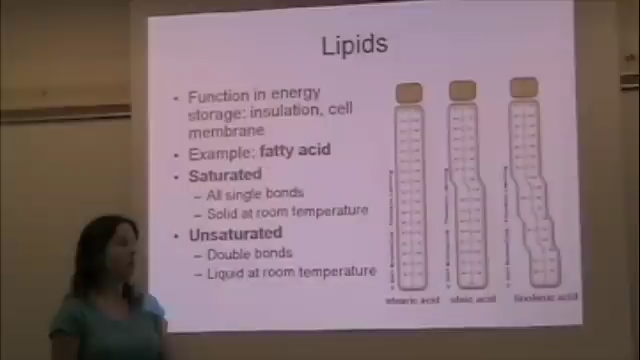 Lipids
• Function in energy
storage: insulation, cell
membrane
• Example: fatty acid
• Saturated
– All single bonds
– Solid at room temperature
• Unsaturated
– Double bonds
– Liquid at room temperature
stearic acid oleic acid linolenic acid